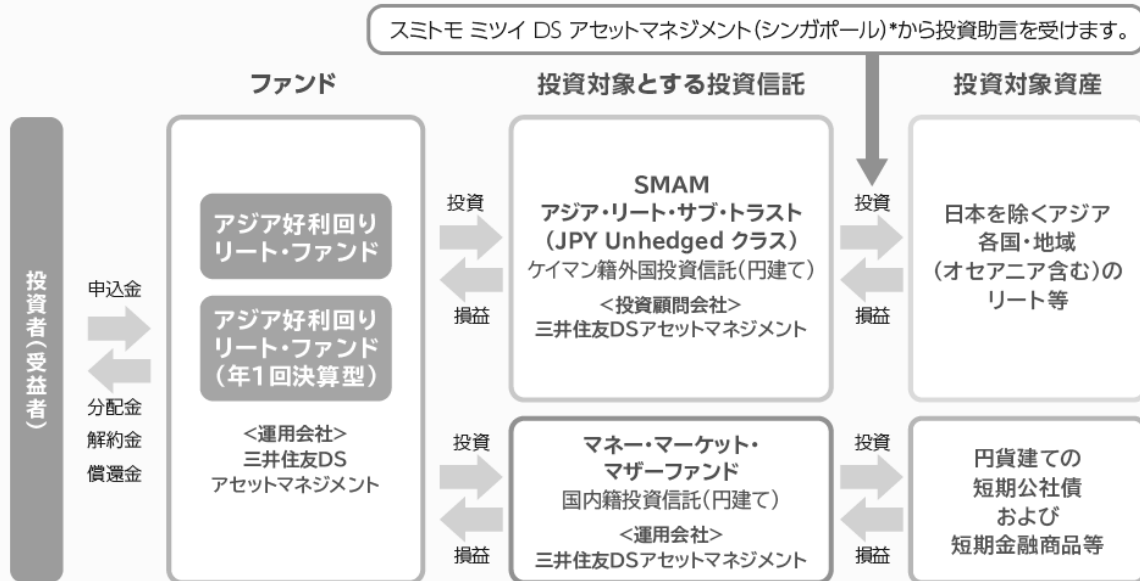 スミトモ ミツイ DS アセットマネジメント(シンガポール)*から投資助言を受けます。
ファンド
投資対象とする投資信託
投資対象資産
投資者(受益者)
申込金
分配金
解約金
償還金
アジア好利回り
リート・ファンド
アジア好利回り
リート・ファンド
(年1回決算型)
<運用会社>
三井住友DS
アセットマネジメント
投資
損益
SMAM
アジア・リート・サブ・トラスト
(JPY Unhedged クラス)
ケイマン籍外国投資信託(円建て)
<投資顧問会社>
三井住友DSアセットマネジメント
投資
損益
日本を除くアジア
各国・地域
(オセアニア含む)の
リート等
投資
損益
マネー・マーケット・
マザーファンド
国内籍投資信託(円建て)
<運用会社>
三井住友DSアセットマネジメント
投資
損益
円貨建ての
短期公社債
および
短期金融商品等